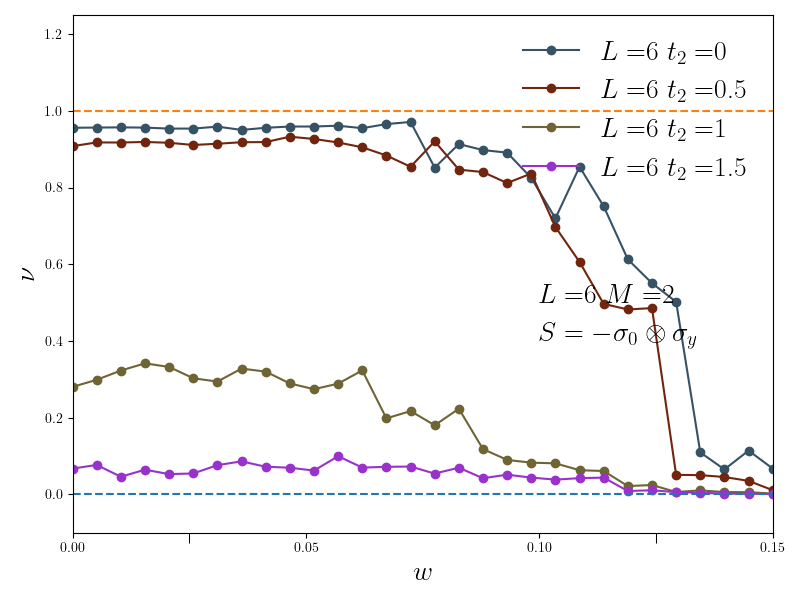 1.2
1.0
0.8
0.6
0.4
0.2
0.0
ν
L =6 t₂ =0
L =6 t₂ =0.5
L =6 t₂ =1
L =6 t₂ =1.5
L =6 M =2
S = −σ₀ ⊗ σ_y
0.00 0.05 0.10 0.15
w